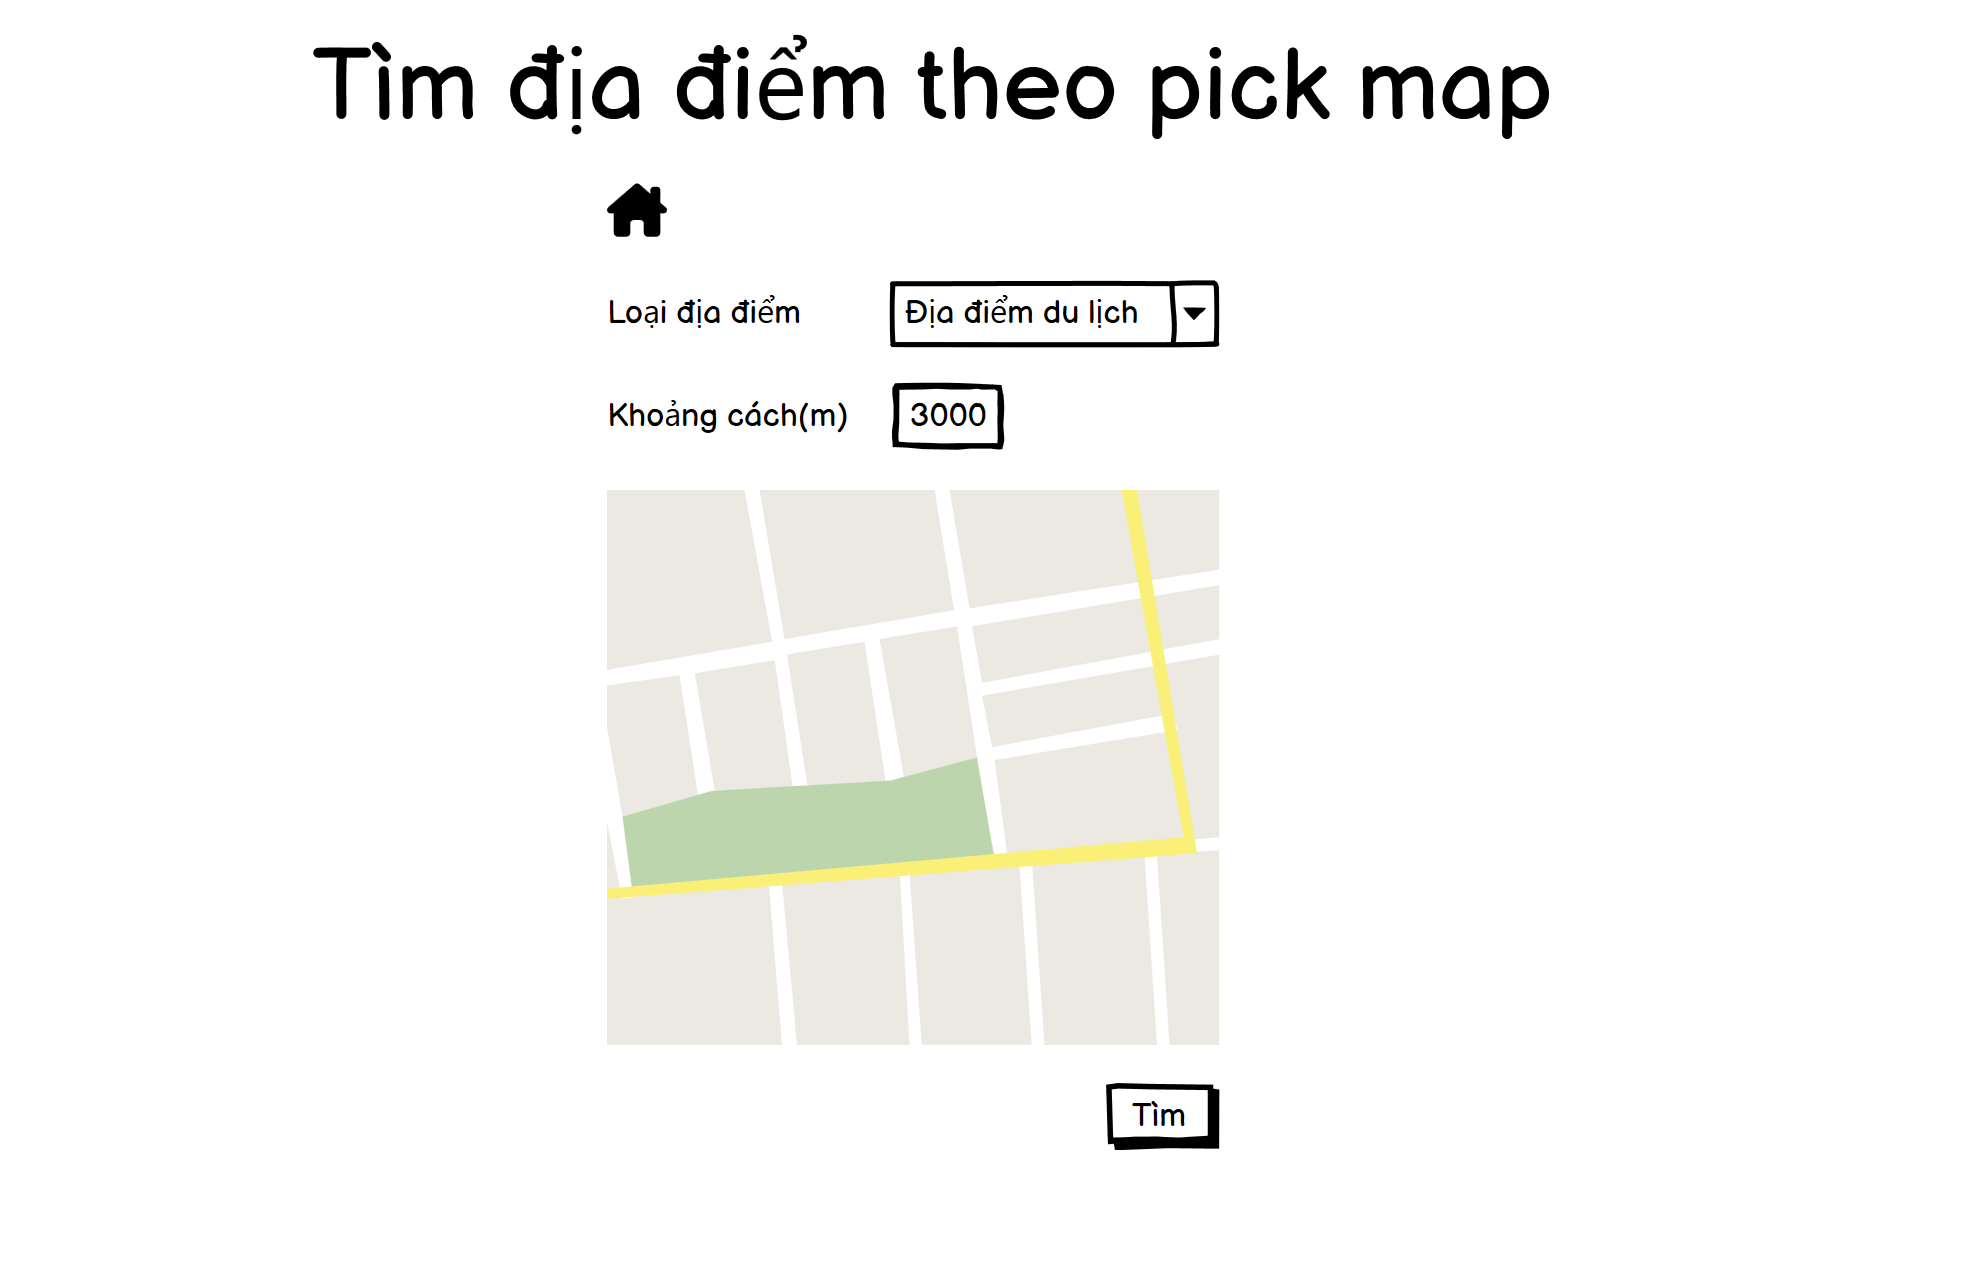 Tìm địa điểm theo pick map
Loại địa điểm
Địa điểm du lịch
Khoảng cách(m)
3000
Tìm